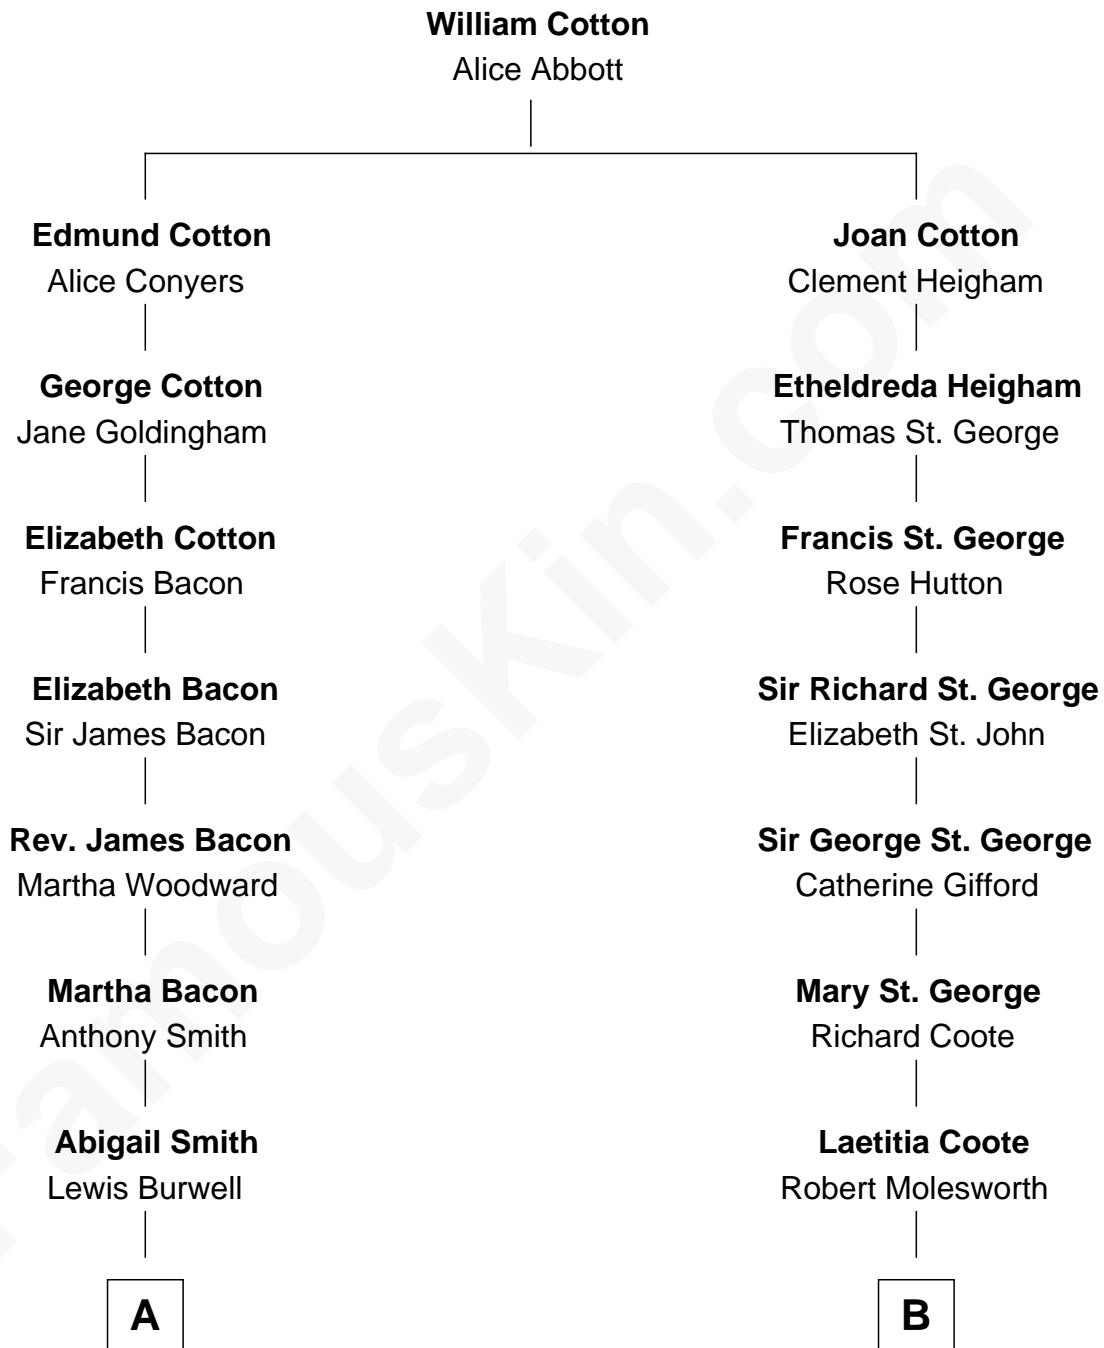 William Cotton
Alice Abbott
Edmund Cotton
Alice Conyers
Joan Cotton
Clement Heigham
George Cotton
Jane Goldingham
Etheldreda Heigham
Thomas St. George
Elizabeth Cotton
Francis Bacon
Francis St. George
Rose Hutton
Elizabeth Bacon
Sir James Bacon
Sir Richard St. George
Elizabeth St. John
Rev. James Bacon
Martha Woodward
Sir George St. George
Catherine Gifford
Martha Bacon
Anthony Smith
Mary St. George
Richard Coote
Abigail Smith
Lewis Burwell
Laetitia Coote
Robert Molesworth
A
B
FamousKin.com